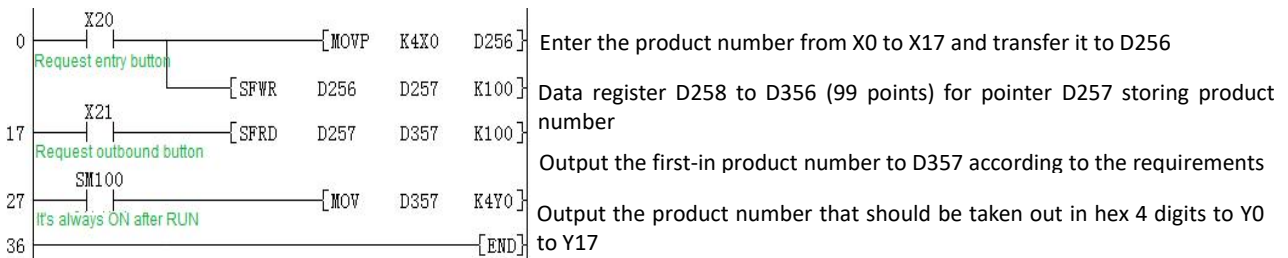 X20
0 [MOVP K4X0 D256] Enter the product number from X0 to X17 and transfer it to D256
Request entry button
[SFWR D256 D257 K100] Data register D258 to D356 (99 points) for pointer D257 storing product
number
X21
17 [SFRD D257 D357 K100]
Request outbound button
Output the first-in product number to D357 according to the requirements
SM100
27 [MOV D357 K4Y0]
It's always ON after RUN
Output the product number that should be taken out in hex 4 digits to Y0
36 [END] to Y17